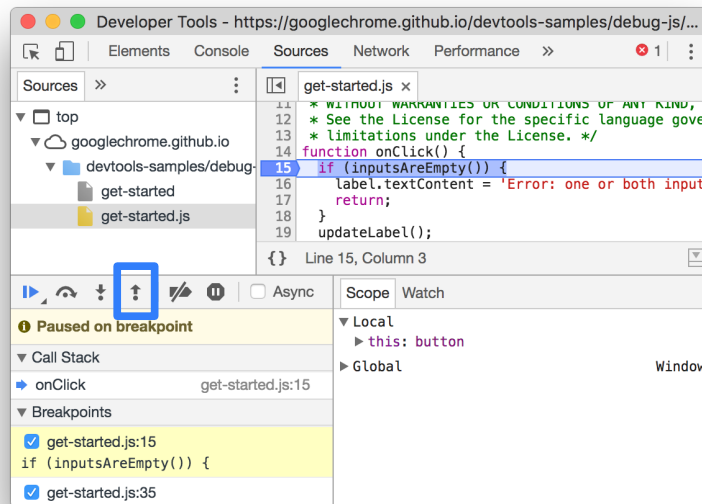 Developer Tools - https://googlechrome.github.io/devtools-samples/debug-js/...
Elements Console Sources Network Performance » 1
Sources »
get-started.js ×
top
googlechrome.github.io
devtools-samples/debug-
get-started
get-started.js
11 * WITHOUT WARRANTIES OR CONDITIONS OF ANY KIND,
12 * See the License for the specific language gove
13 * limitations under the License. */
14 function onClick() {
15 if (inputsAreEmpty()) {
16 label.textContent = 'Error: one or both input
17 return;
18 }
19 updateLabel();
{} Line 15, Column 3
Async
Paused on breakpoint
Call Stack
onClick get-started.js:15
Breakpoints
get-started.js:15
if (inputsAreEmpty()) {
get-started.js:35
Scope Watch
Local
this: button
Global Window